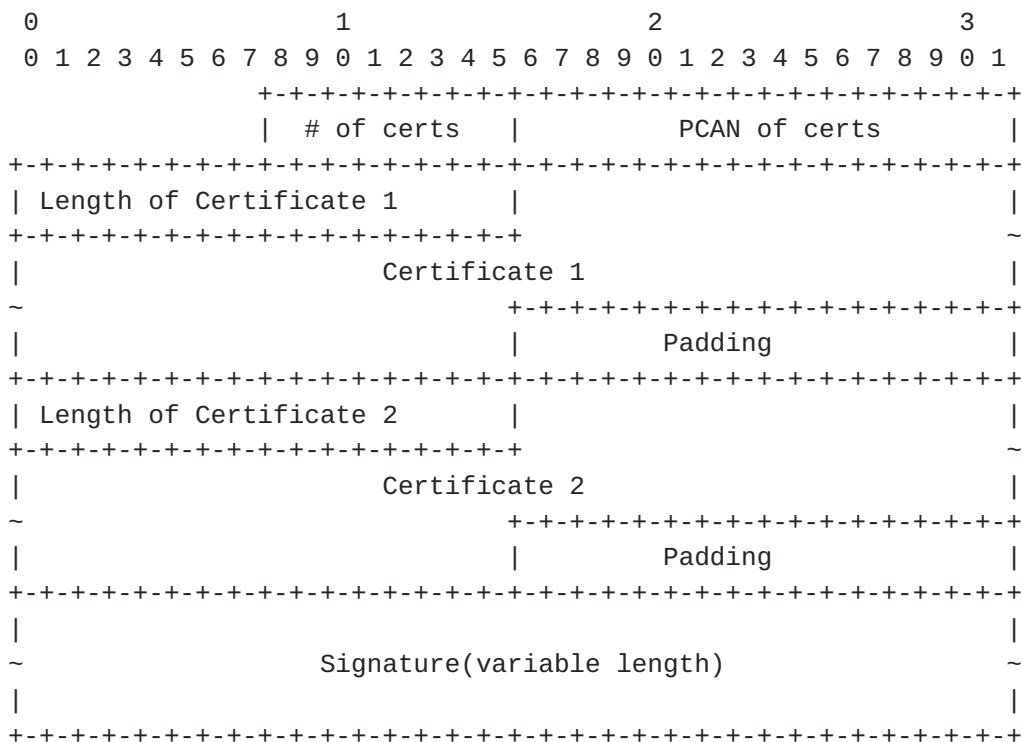 0                   1                   2                   3
 0 1 2 3 4 5 6 7 8 9 0 1 2 3 4 5 6 7 8 9 0 1 2 3 4 5 6 7 8 9 0 1
                +-+-+-+-+-+-+-+-+-+-+-+-+-+-+-+-+-+-+-+-+-+-+-+-+
                |  # of certs   |          PCAN of certs        |
+-+-+-+-+-+-+-+-+-+-+-+-+-+-+-+-+-+-+-+-+-+-+-+-+-+-+-+-+-+-+-+-+
| Length of Certificate 1       |                               |
+-+-+-+-+-+-+-+-+-+-+-+-+-+-+-+-+                               ~
|                       Certificate 1                           |
~                               +-+-+-+-+-+-+-+-+-+-+-+-+-+-+-+-+
|                               |         Padding               |
+-+-+-+-+-+-+-+-+-+-+-+-+-+-+-+-+-+-+-+-+-+-+-+-+-+-+-+-+-+-+-+-+
| Length of Certificate 2       |                               |
+-+-+-+-+-+-+-+-+-+-+-+-+-+-+-+-+                               ~
|                       Certificate 2                           |
~                               +-+-+-+-+-+-+-+-+-+-+-+-+-+-+-+-+
|                               |         Padding               |
+-+-+-+-+-+-+-+-+-+-+-+-+-+-+-+-+-+-+-+-+-+-+-+-+-+-+-+-+-+-+-+-+
|                                                               |
~                   Signature(variable length)                  ~
|                                                               |
+-+-+-+-+-+-+-+-+-+-+-+-+-+-+-+-+-+-+-+-+-+-+-+-+-+-+-+-+-+-+-+-+